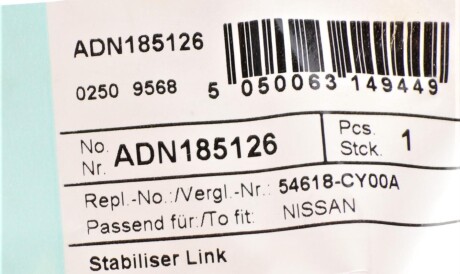 ADN185126
0250 9568
5 050063 149449
No. Nr. ADN185126 Pcs. Stck. 1
Repl.-No.:/Vergl.-Nr.: 54618-CY00A
Passend für:/To fit: NISSAN
Stabiliser Link